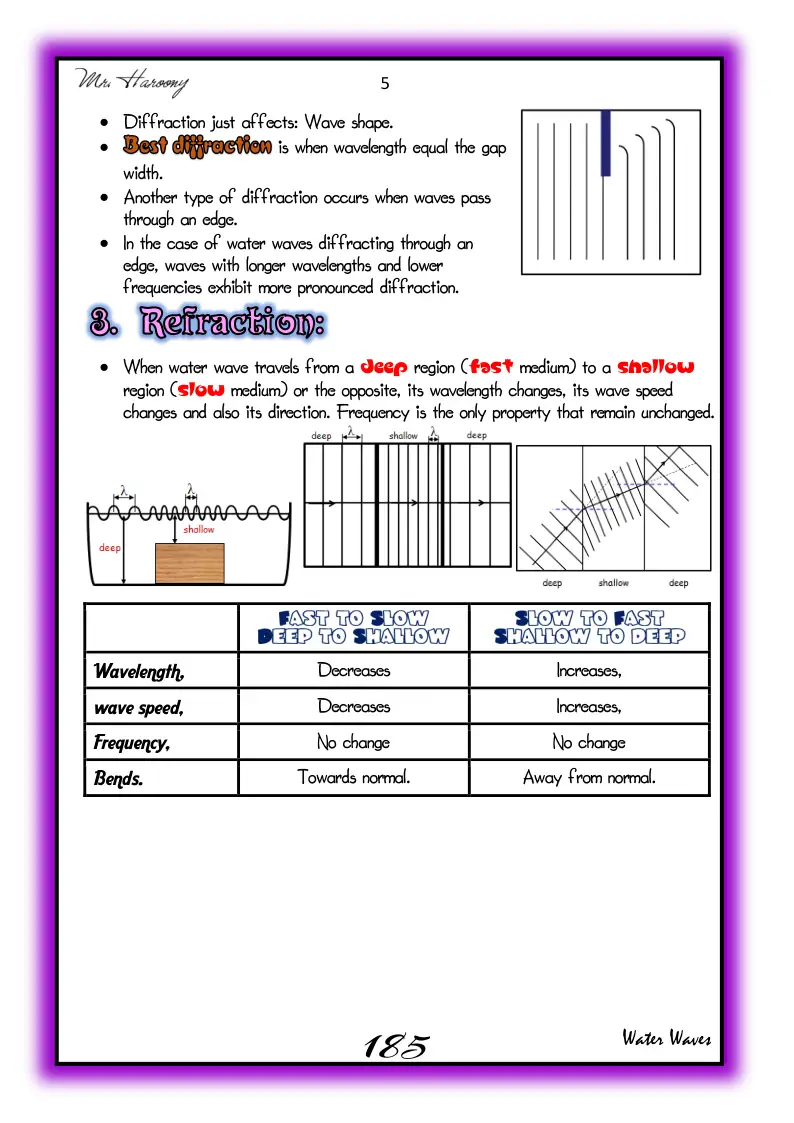 Mr. Haroony
5
• Diffraction just affects: Wave shape.
• Best diffraction is when wavelength equal the gap
width.
• Another type of diffraction occurs when waves pass
through an edge.
• In the case of water waves diffracting through an
edge, waves with longer wavelengths and lower
frequencies exhibit more pronounced diffraction.
3. Refraction:
• When water wave travels from a deep region (fast medium) to a shallow
region (slow medium) or the opposite, its wavelength changes, its wave speed
changes and also its direction. Frequency is the only property that remain unchanged.
deep λ shallow λ deep
λ λ
shallow
deep
deep shallow deep
FAST TO SLOW SLOW TO FAST
DEEP TO SHALLOW SHALLOW TO DEEP
Wavelength, Decreases Increases,
wave speed, Decreases Increases,
Frequency, No change No change
Bends. Towards normal. Away from normal.
185
Water Waves